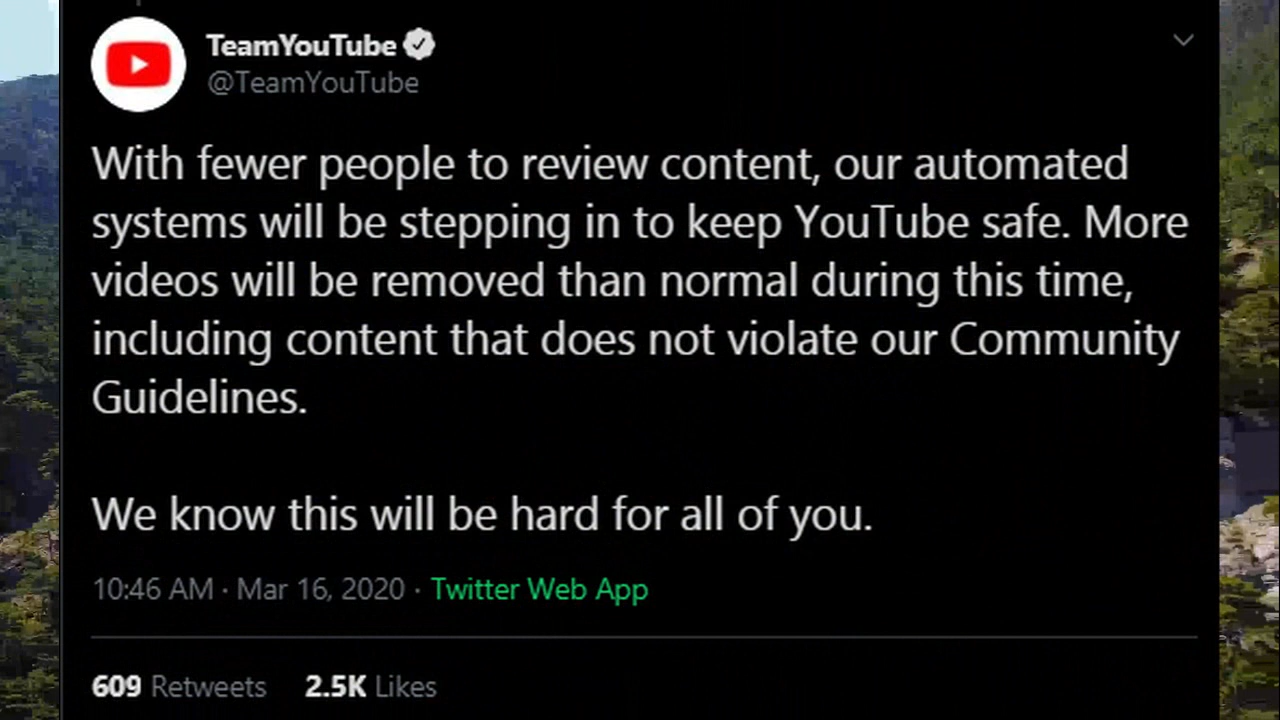 TeamYouTube
@TeamYouTube
With fewer people to review content, our automated
systems will be stepping in to keep YouTube safe. More
videos will be removed than normal during this time,
including content that does not violate our Community
Guidelines.
We know this will be hard for all of you.
10:46 AM · Mar 16, 2020 · Twitter Web App
609 Retweets 2.5K Likes